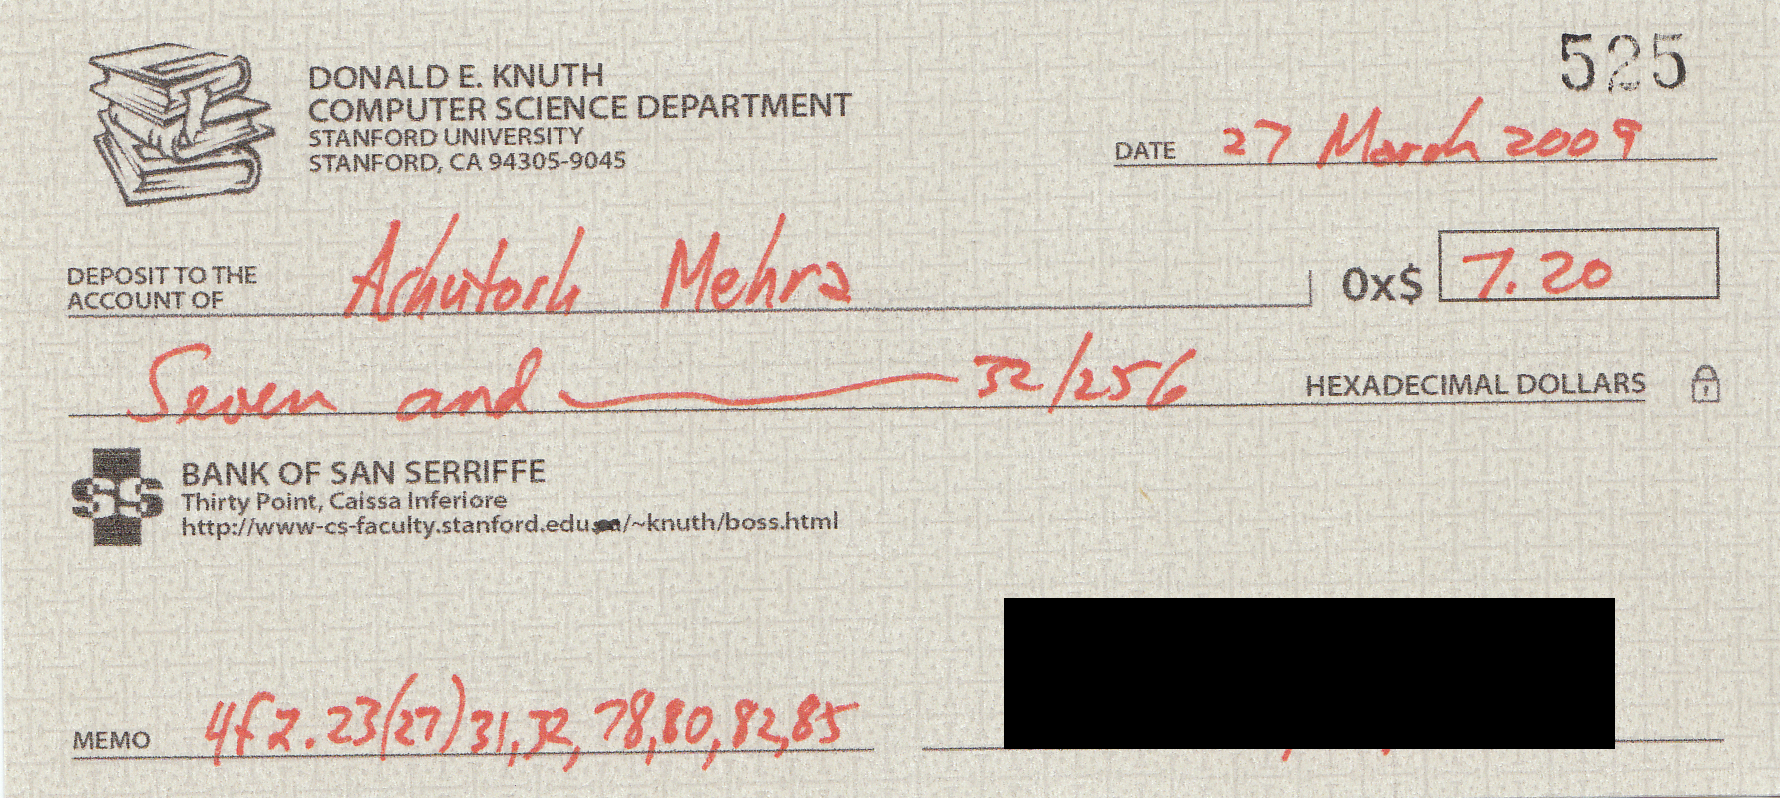 525
DONALD E. KNUTH
COMPUTER SCIENCE DEPARTMENT
STANFORD UNIVERSITY
STANFORD, CA 94305-9045
DATE 27 March 2009
DEPOSIT TO THE
ACCOUNT OF Ashutosh Mehra 0x$ 7.20
Seven and 32/256 HEXADECIMAL DOLLARS
SS
BANK OF SAN SERRIFFE
Thirty Point, Caissa Inferiore
http://www-cs-faculty.stanford.edu/~knuth/boss.html
MEMO 4f2.23(27)31,32,78,80,82,85